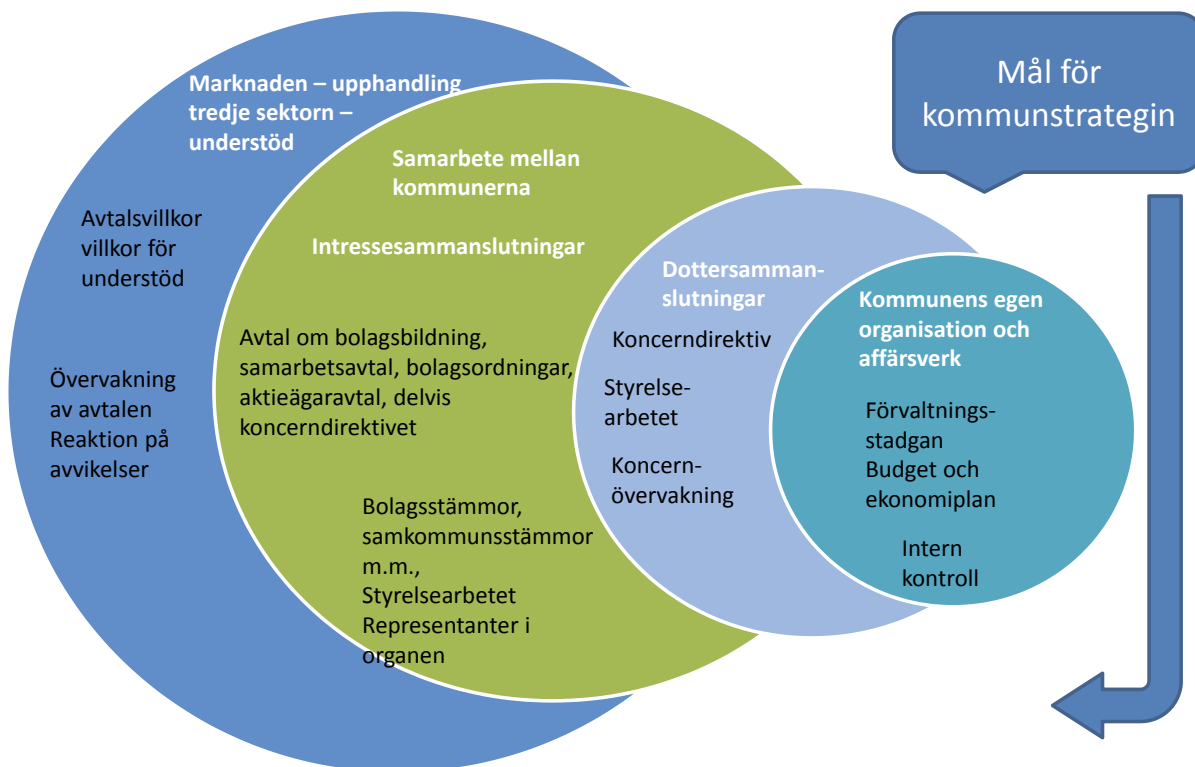 Marknaden – upphandling
tredje sektorn –
understöd
Avtalsvillkor
villkor för
understöd
Övervakning
av avtalen
Reaktion på
avvikelser
Samarbete mellan
kommunerna
Intressesammanslutningar
Avtal om bolagsbildning,
samarbetsavtal, bolagsordningar,
aktieägaravtal, delvis
koncerndirektivet
Bolagsstämmor,
samkommunsstämmor
m.m.,
Styrelsearbetet
Representanter i
organen
Dottersamman-
slutningar
Koncerndirektiv
Styrelse-
arbetet
Koncern-
övervakning
Kommunens egen
organisation och
affärsverk
Förvaltnings-
stadgan
Budget och
ekonomiplan
Intern
kontroll
Mål för
kommunstrategin